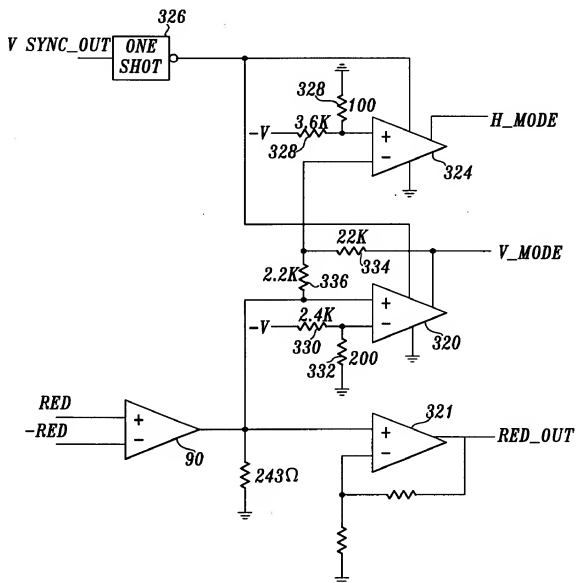 326
V SYNC_OUT
ONE
SHOT
328
100
H_MODE
-V
3.6K
328
+
-
324
22K
334
V_MODE
2.2K
336
-V
2.4K
330
+
-
332
200
320
RED
-RED
+
-
90
243Ω
321
+
-
RED_OUT